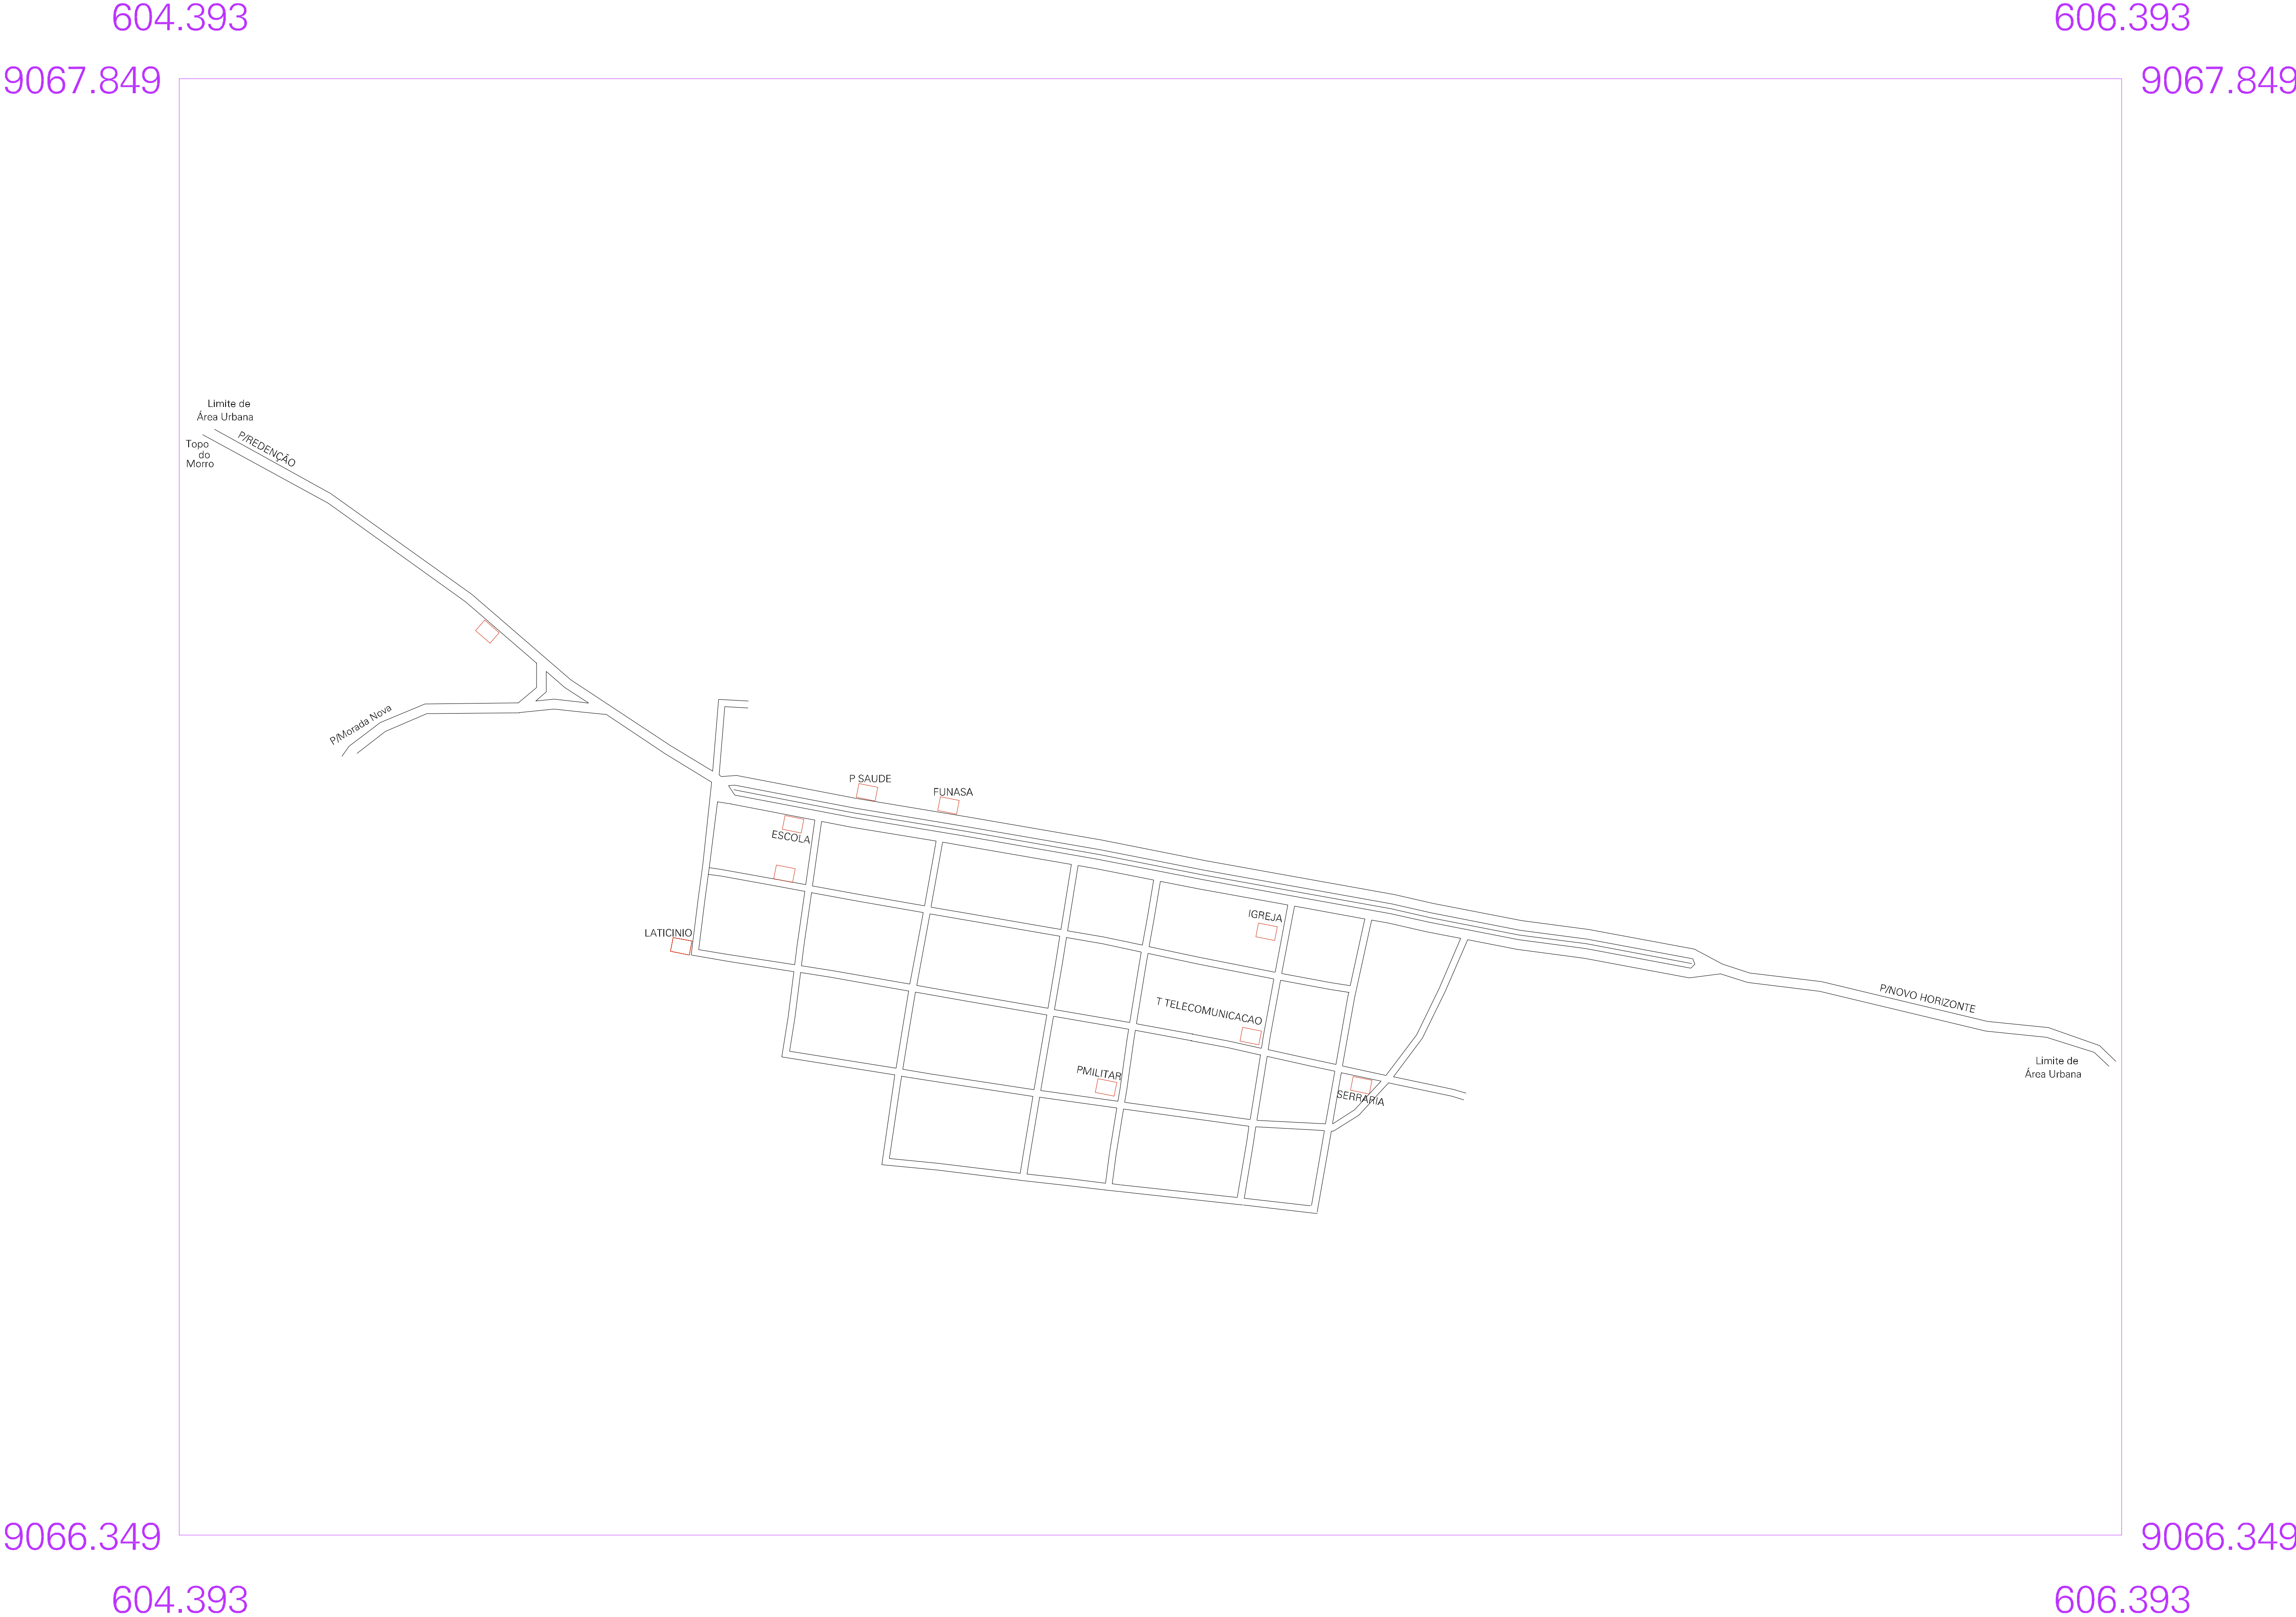 604.393
606.393
9067.849
9067.849
Limite de
Área Urbana
P/REDENÇÃO
Topo
do
Morro
P/Morada Nova
P SAUDE
FUNASA
ESCOLA
IGREJA
LATICINIO
P/NOVO HORIZONTE
T TELECOMUNICACAO
Limite de
Área Urbana
PMILITAR
SERRARIA
9066.349
9066.349
604.393
606.393